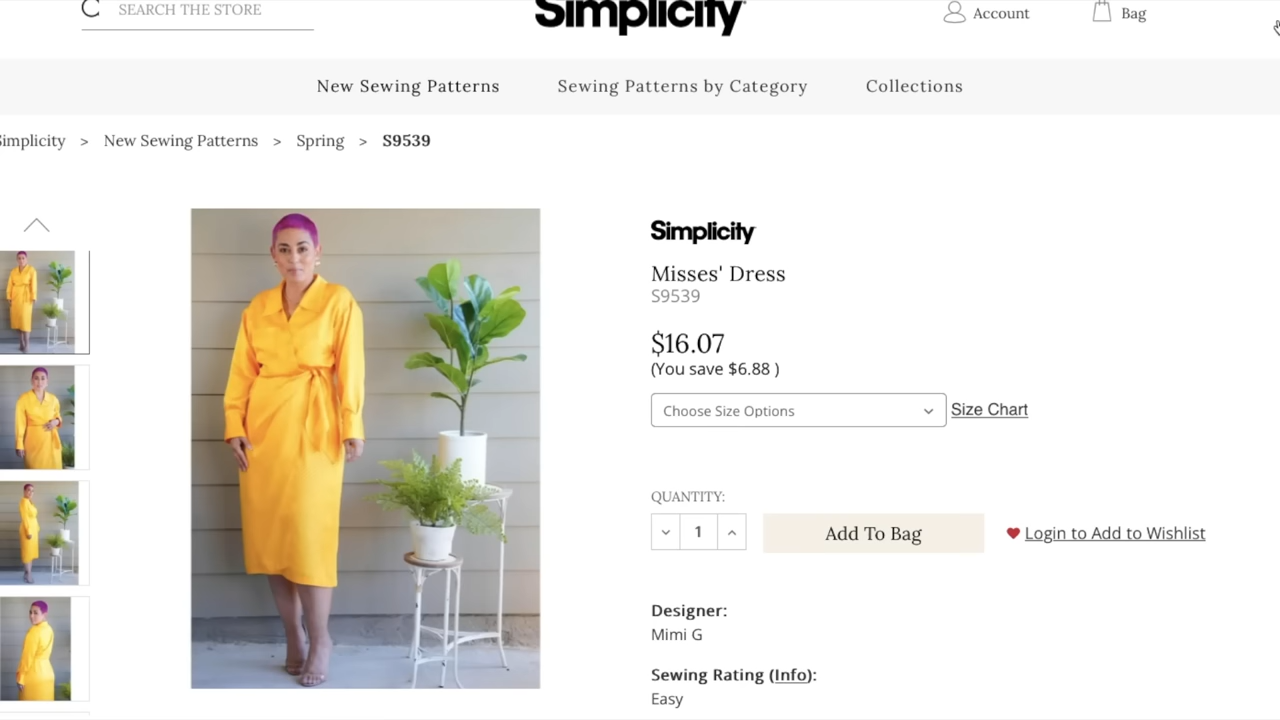 SEARCH THE STORE
Simplicity
Account
Bag
New Sewing Patterns
Sewing Patterns by Category
Collections
Simplicity > New Sewing Patterns > Spring > S9539
Simplicity
Misses' Dress
S9539
$16.07
(You save $6.88 )
Choose Size Options
Size Chart
QUANTITY:
1
Add To Bag
Login to Add to Wishlist
Designer:
Mimi G
Sewing Rating (Info):
Easy